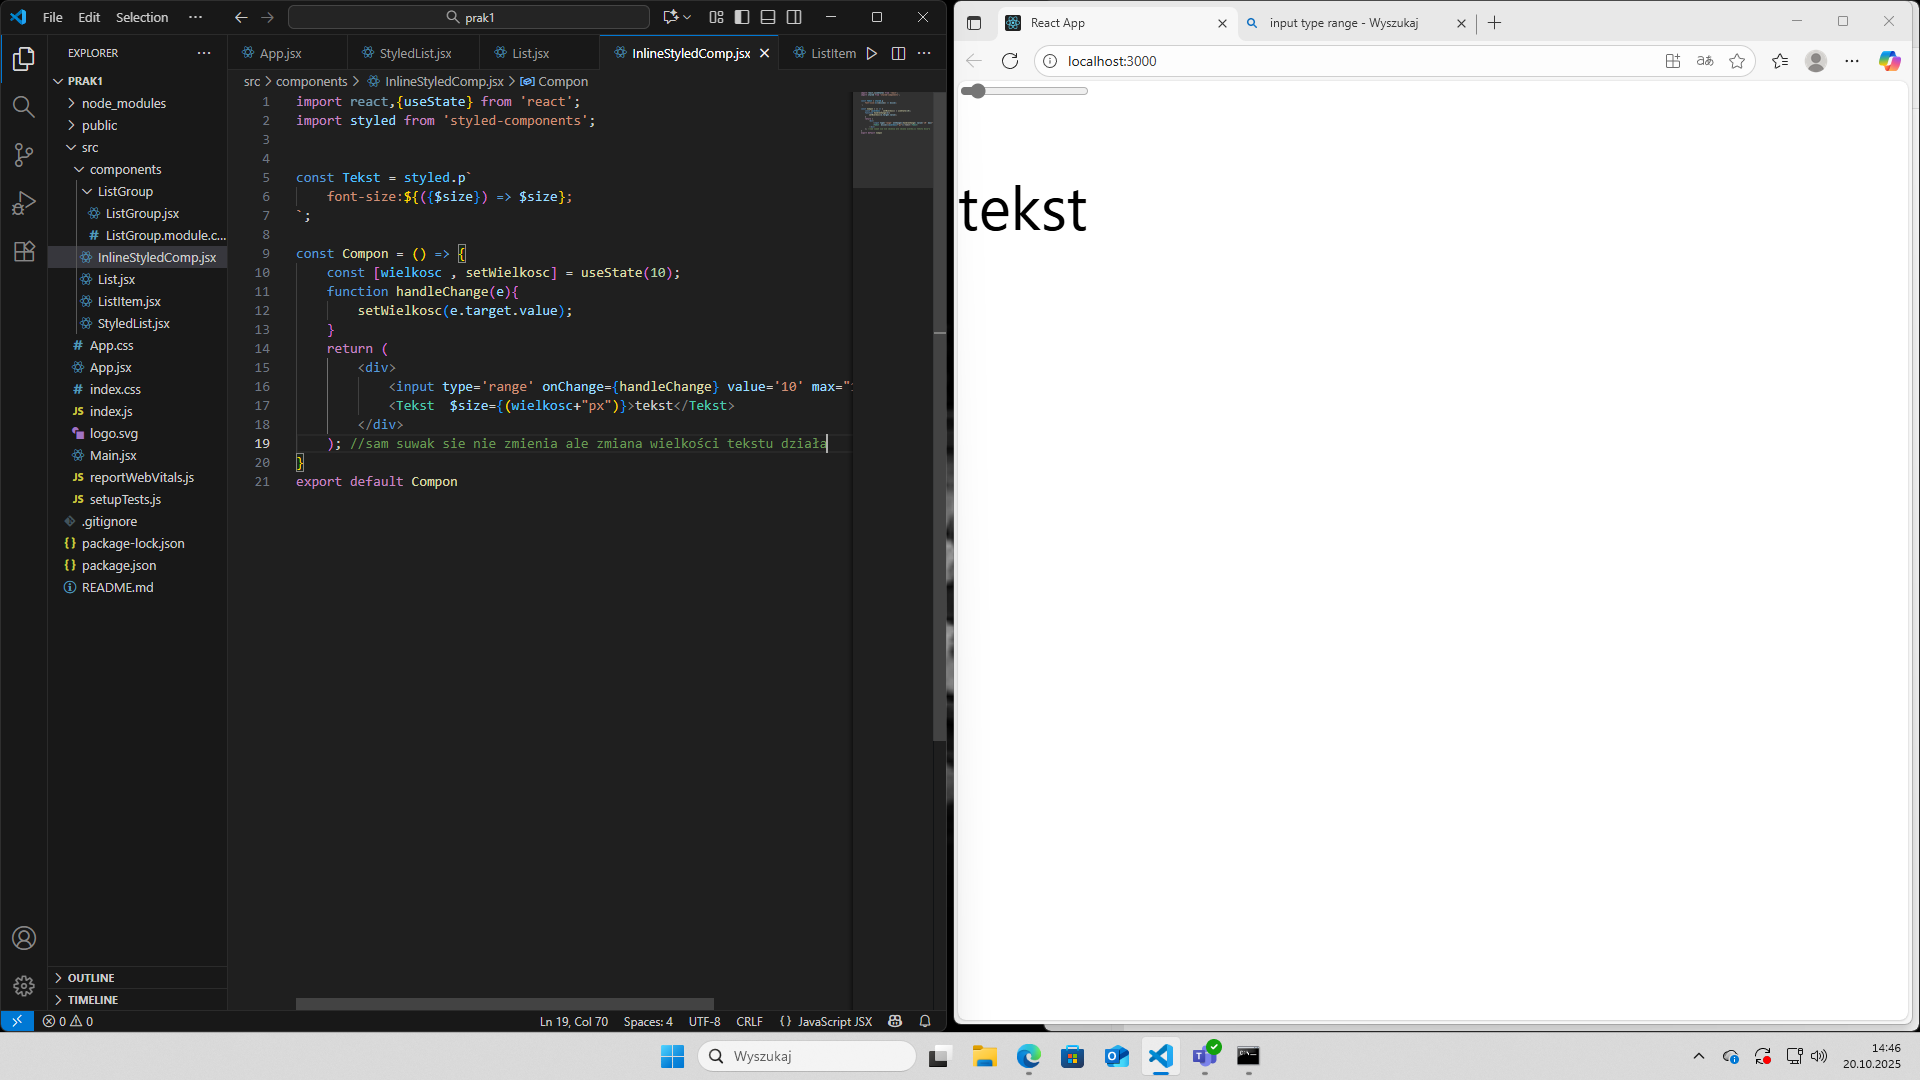 File Edit Selection ···
prak1
EXPLORER
PRAK1
node_modules
public
src
components
ListGroup
ListGroup.jsx
# ListGroup.module.c...
InlineStyledComp.jsx
List.jsx
ListItem.jsx
StyledList.jsx
# App.css
App.jsx
# index.css
JS index.js
logo.svg
Main.jsx
JS reportWebVitals.js
JS setupTests.js
.gitignore
{} package-lock.json
{} package.json
README.md
OUTLINE
TIMELINE
App.jsx StyledList.jsx List.jsx InlineStyledComp.jsx ListItem
src > components > InlineStyledComp.jsx > Compon
1 import react,{useState} from 'react';
2 import styled from 'styled-components';
3
4
5 const Tekst = styled.p`
6 font-size:${({$size}) => $size};
7 `;
8
9 const Compon = () => {
10 const [wielkosc , setWielkosc] = useState(10);
11 function handleChange(e){
12 setWielkosc(e.target.value);
13 }
14 return (
15 <div>
16 <input type='range' onChange={handleChange} value='10' max="
17 <Tekst  $size={(wielkosc+"px")}>tekst</Tekst>
18 </div>
19 ); //sam suwak sie nie zmienia ale zmiana wielkości tekstu działa
20 }
21 export default Compon
0 0
Ln 19, Col 70 Spaces: 4 UTF-8 CRLF {} JavaScript JSX
React App
input type range - Wyszukaj
localhost:3000
tekst
Wyszukaj
14:46
20.10.2025